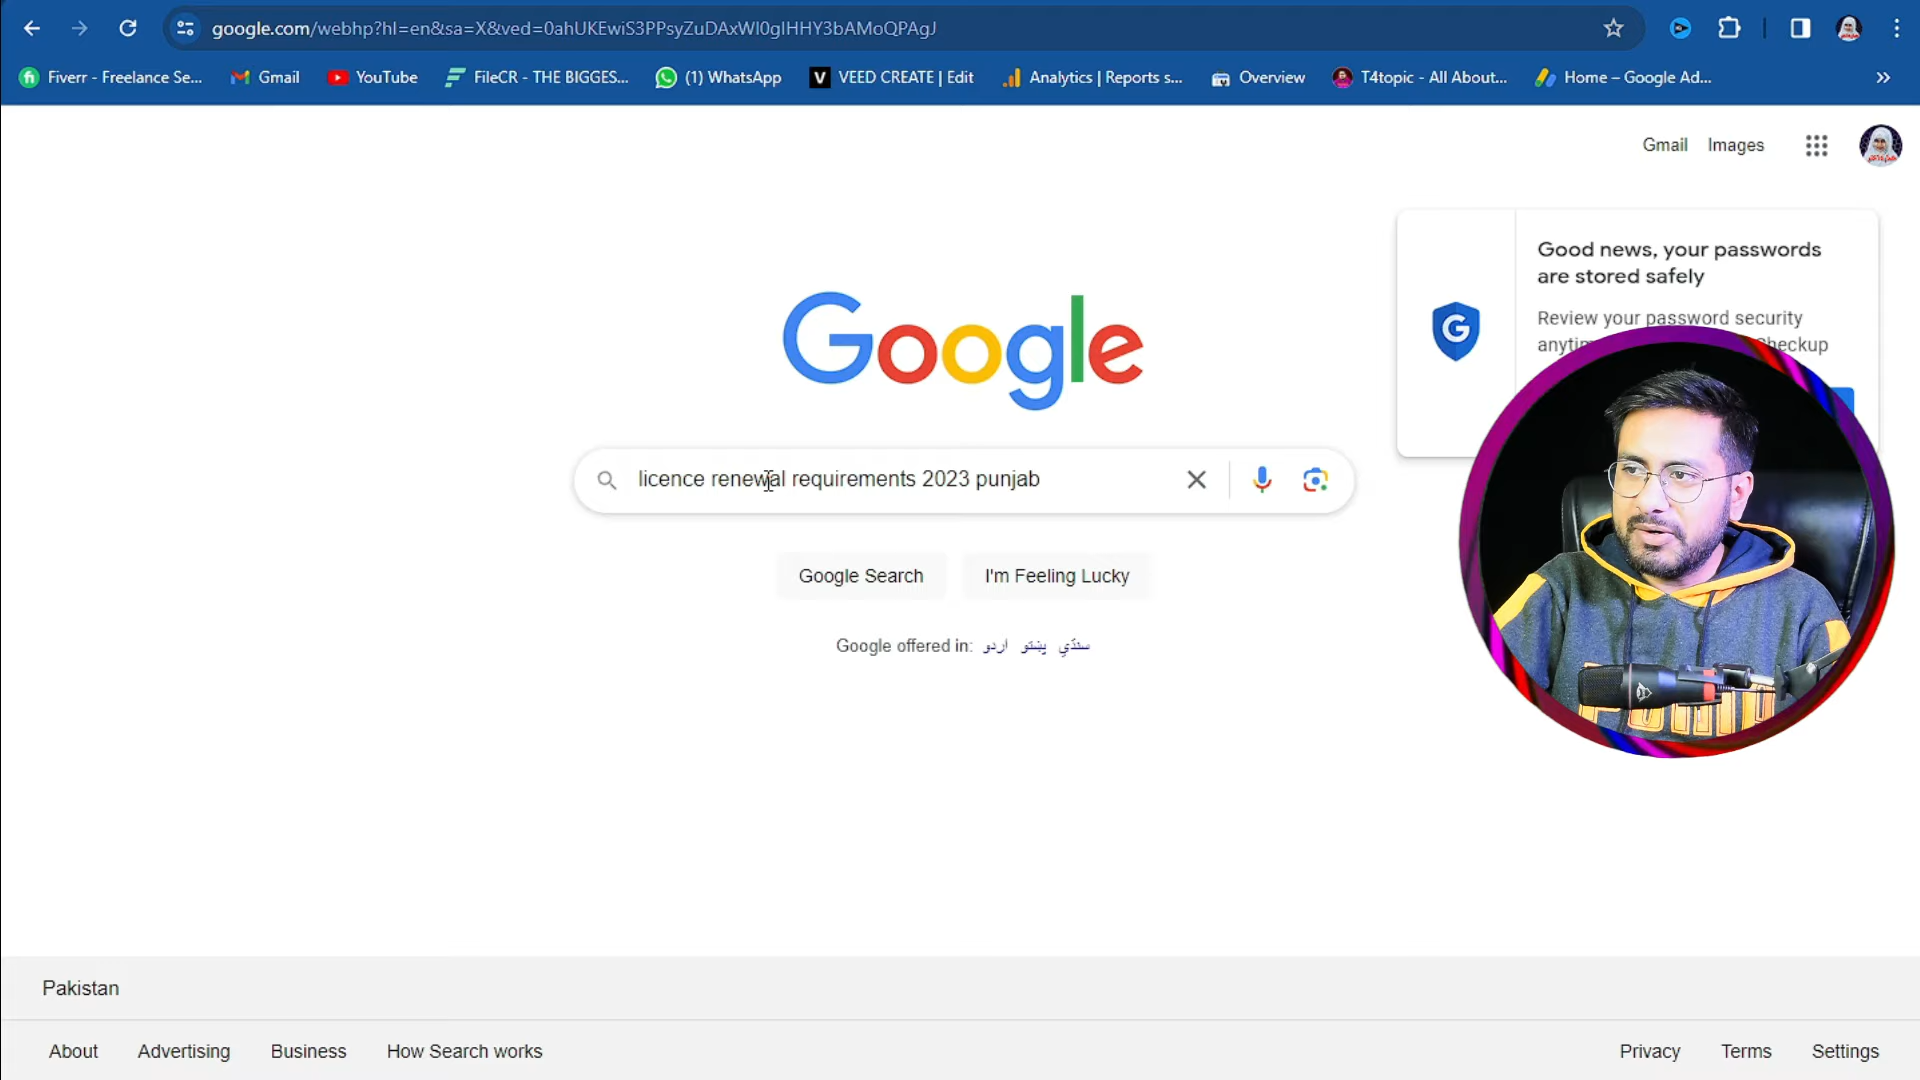 google.com/webhp?hl=en&sa=X&ved=0ahUKEwiS3PPsyZuDAxWl0gIHHY3bAMoQPAgJ
Fiverr - Freelance Se... Gmail YouTube FileCR - THE BIGGES... (1) WhatsApp V VEED CREATE | Edit Analytics | Reports s... Overview T4topic - All About... Home – Google Ad... »
Gmail Images
Good news, your passwords
are stored safely
Review your password security
Checkup
Google
licence renewal requirements 2023 punjab
Google Search I'm Feeling Lucky
Google offered in: اردو پښتو سنڌي
Pakistan
About Advertising Business How Search works Privacy Terms Settings